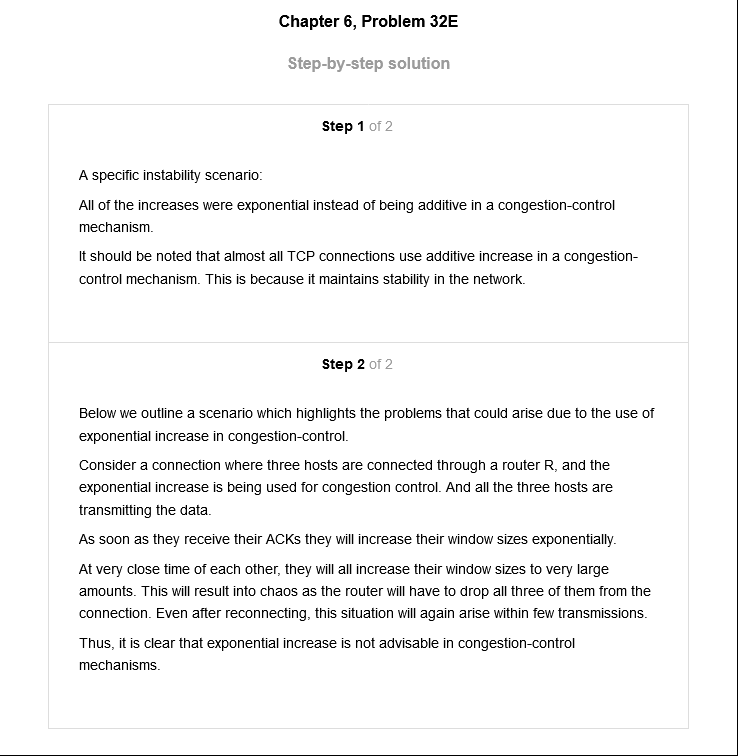 Chapter 6, Problem 32E
Step-by-step solution
Step 1 of 2
A specific instability scenario:
All of the increases were exponential instead of being additive in a congestion-control
mechanism.
It should be noted that almost all TCP connections use additive increase in a congestion-
control mechanism. This is because it maintains stability in the network.
Step 2 of 2
Below we outline a scenario which highlights the problems that could arise due to the use of
exponential increase in congestion-control.
Consider a connection where three hosts are connected through a router R, and the
exponential increase is being used for congestion control. And all the three hosts are
transmitting the data.
As soon as they receive their ACKs they will increase their window sizes exponentially.
At very close time of each other, they will all increase their window sizes to very large
amounts. This will result into chaos as the router will have to drop all three of them from the
connection. Even after reconnecting, this situation will again arise within few transmissions.
Thus, it is clear that exponential increase is not advisable in congestion-control
mechanisms.